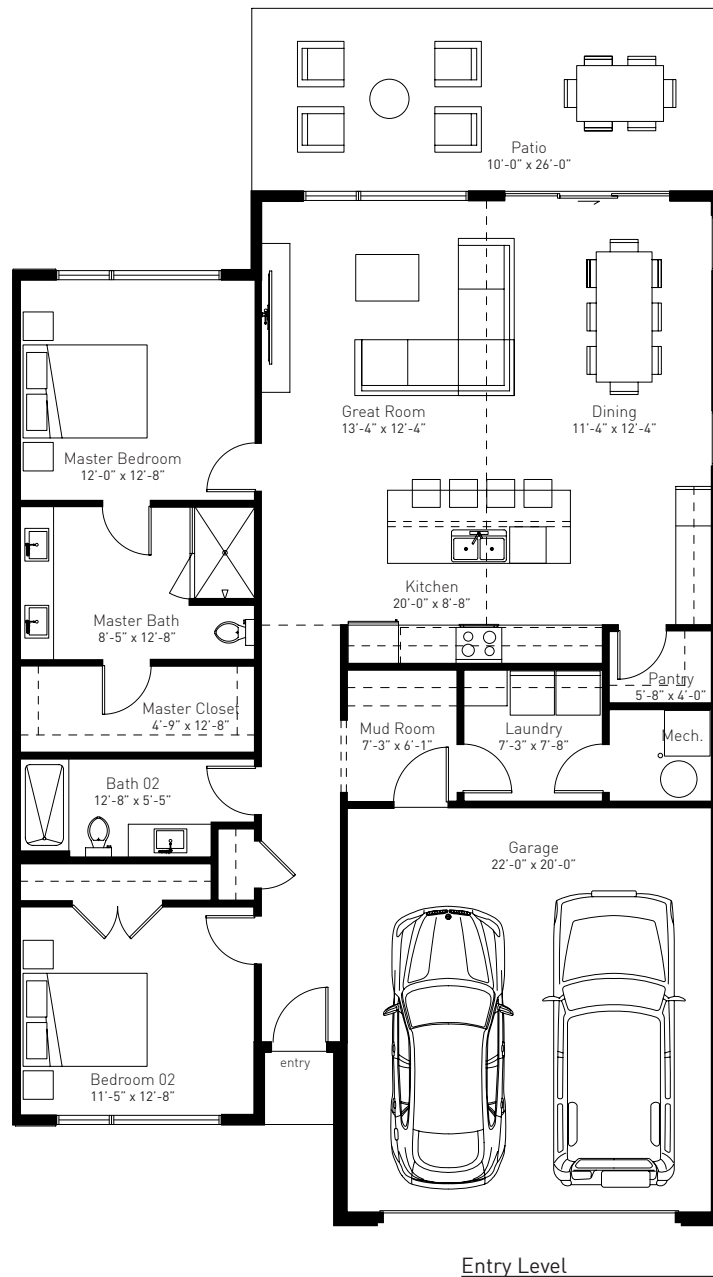 Patio
10'-0" x 26'-0"
Great Room
13'-4" x 12'-4"
Dining
11'-4" x 12'-4"
Master Bedroom
12'-0" x 12'-8"
Kitchen
20'-0" x 8'-8"
Master Bath
8'-5" x 12'-8"
Pantry
5'-8" x 4'-0"
Master Closet
4'-9" x 12'-8"
Mud Room
7'-3" x 6'-1"
Laundry
7'-3" x 7'-8"
Mech.
Bath 02
12'-8" x 5'-5"
Garage
22'-0" x 20'-0"
entry
Bedroom 02
11'-5" x 12'-8"
Entry Level